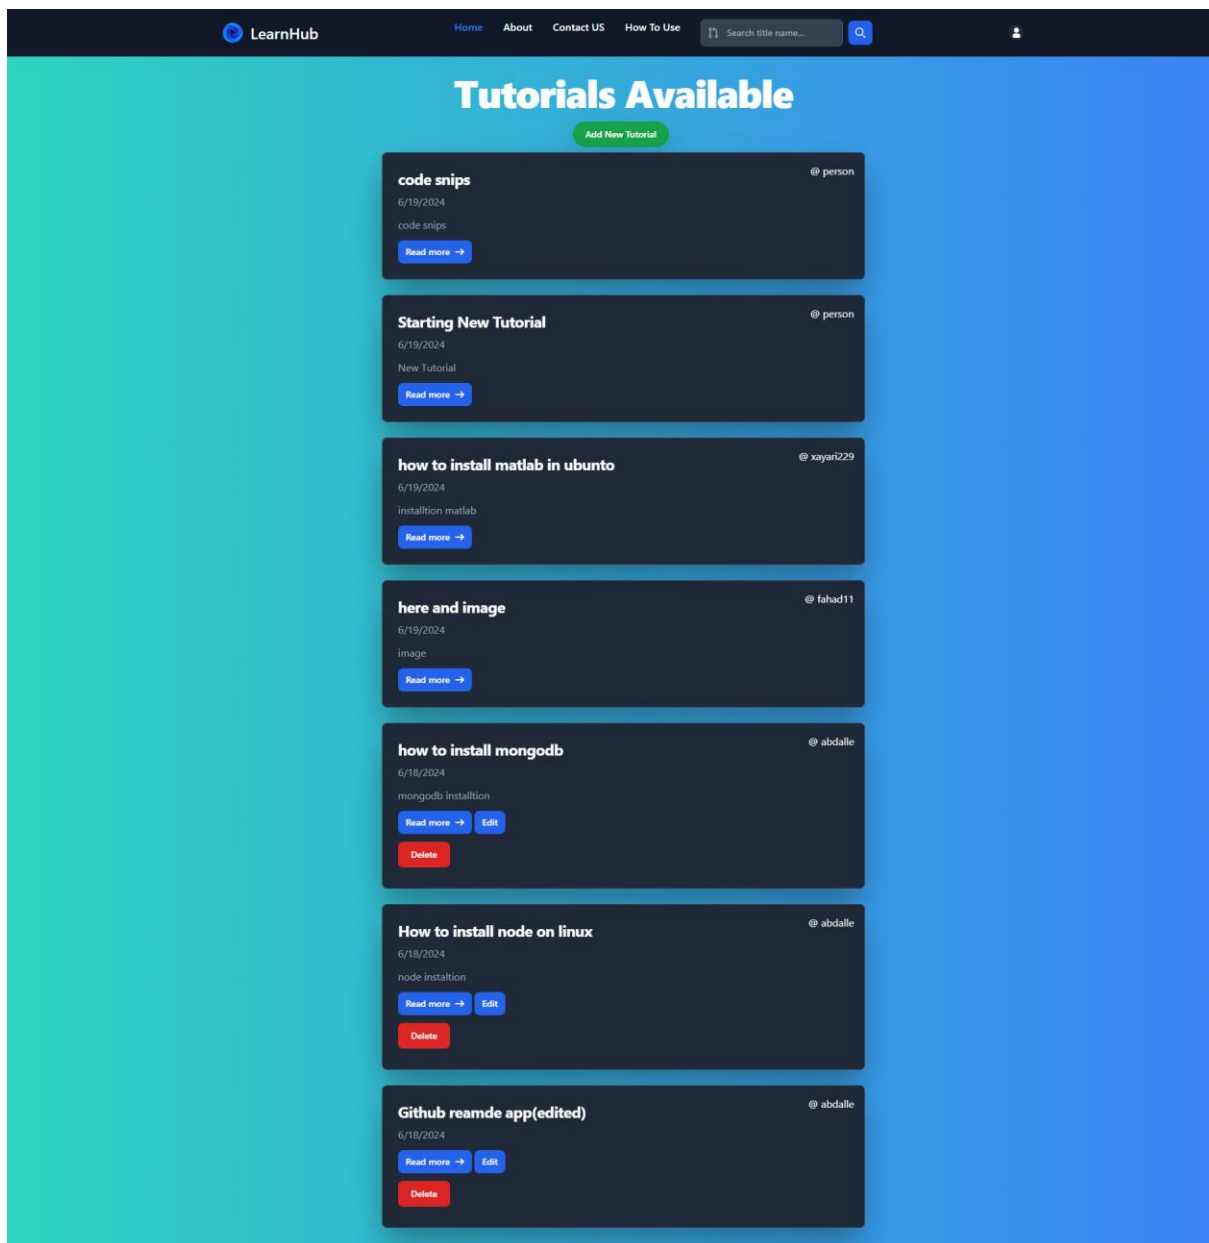 LearnHub
Home About Contact US How To Use Search title name...
Tutorials Available
Add New Tutorial
code snips @ person
6/19/2024
code snips
Read more →
Starting New Tutorial @ person
6/19/2024
New Tutorial
Read more →
how to install matlab in ubunto @ xayari229
6/19/2024
installtion matlab
Read more →
here and image @ fahad11
6/19/2024
image
Read more →
how to install mongodb @ abdalle
6/18/2024
mongodb installtion
Read more → Edit
Delete
How to install node on linux @ abdalle
6/18/2024
node instaltion
Read more → Edit
Delete
Github reamde app(edited) @ abdalle
6/18/2024
Read more → Edit
Delete